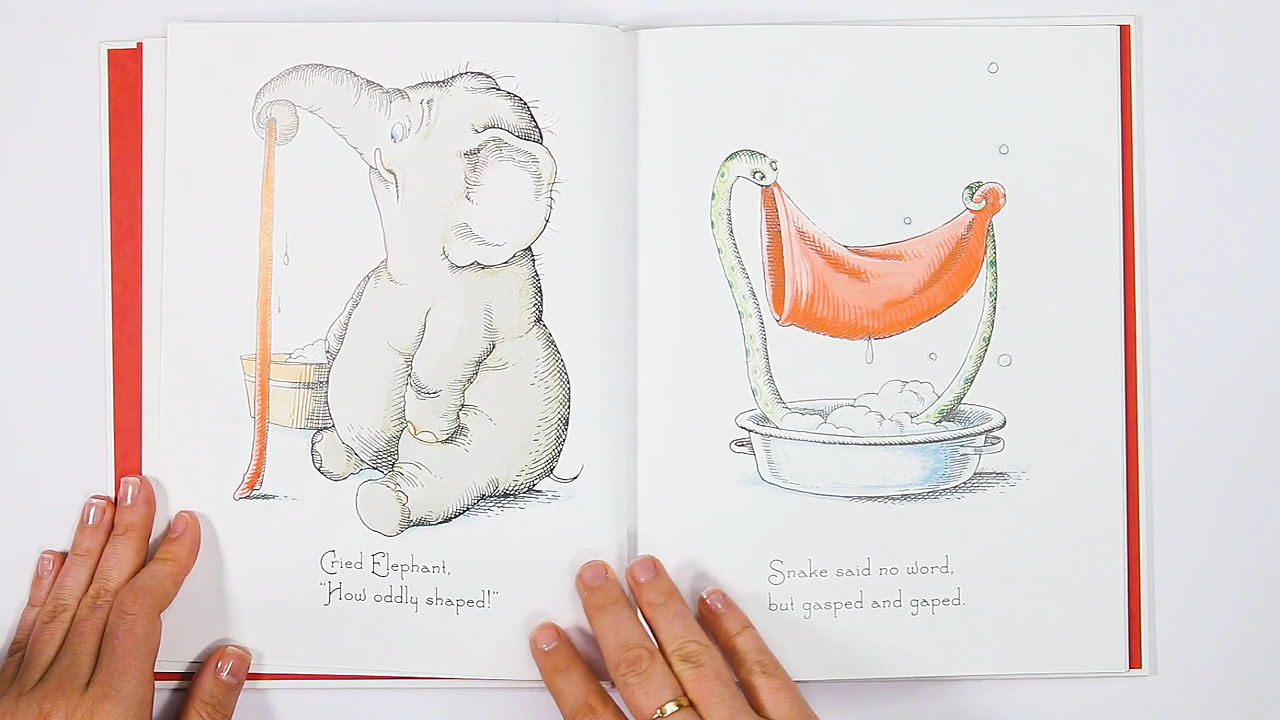 Cried Elephant,
"How oddly shaped!"
Snake said no word,
but gasped and gaped.